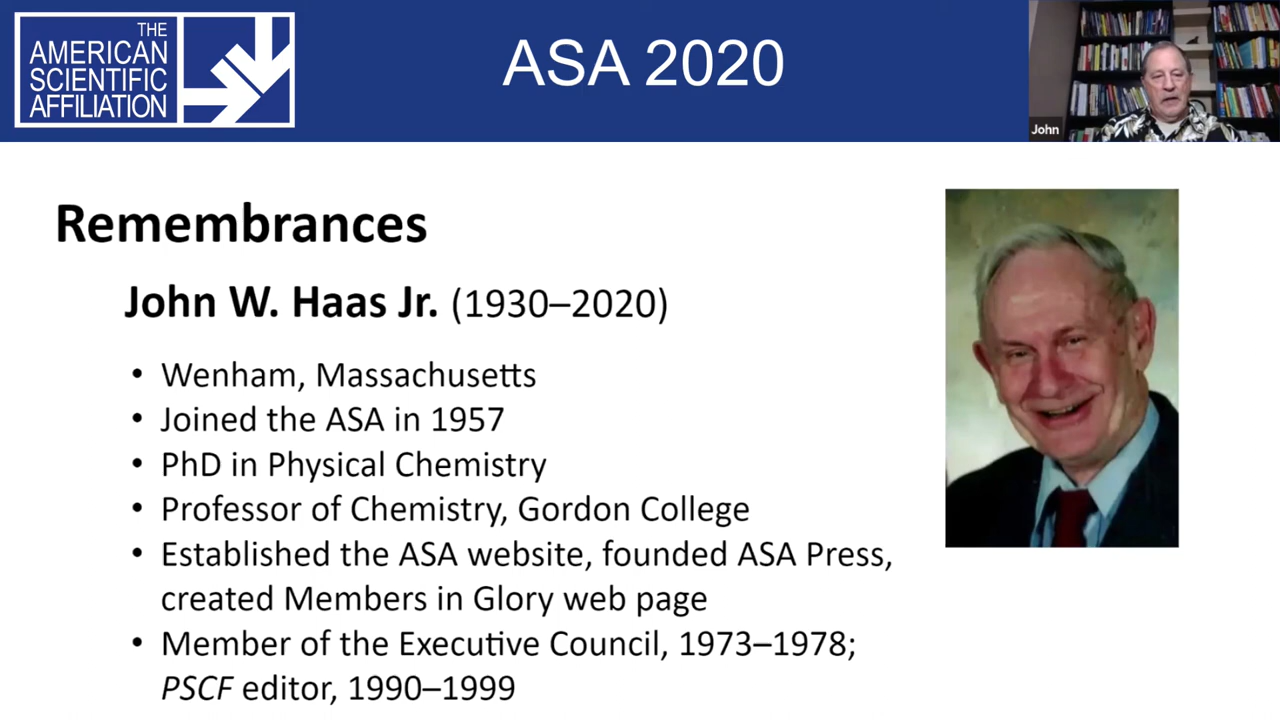 THE
AMERICAN
SCIENTIFIC
AFFILIATION
ASA 2020
John
Remembrances
John W. Haas Jr. (1930–2020)
• Wenham, Massachusetts
• Joined the ASA in 1957
• PhD in Physical Chemistry
• Professor of Chemistry, Gordon College
• Established the ASA website, founded ASA Press,
created Members in Glory web page
• Member of the Executive Council, 1973–1978;
PSCF editor, 1990–1999